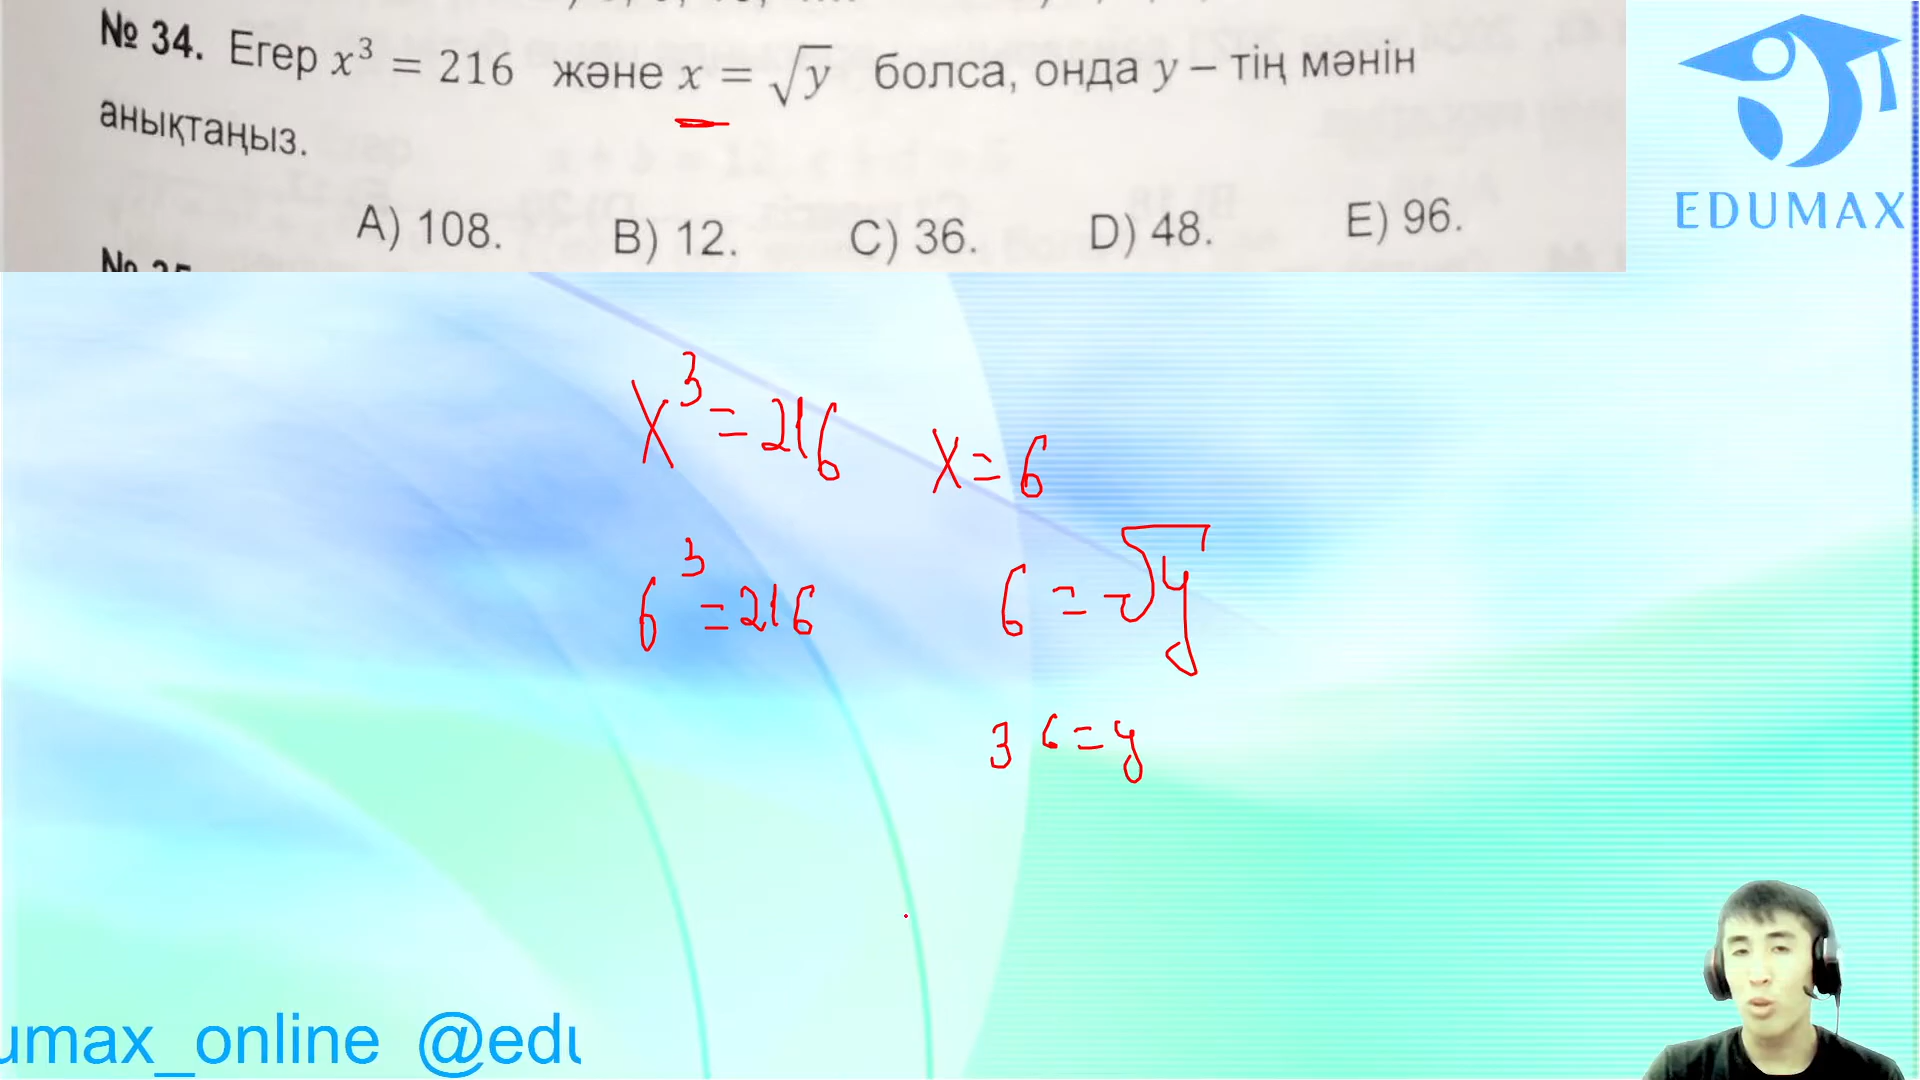 № 34. Егер x³ = 216 және x = √y болса, онда y – тің мәнін
анықтаңыз.
A) 108. B) 12. C) 36. D) 48. E) 96.
EDUMAX
x³ = 216 x = 6
6³ = 216 6 = √y
36 = y
umax_online @edu